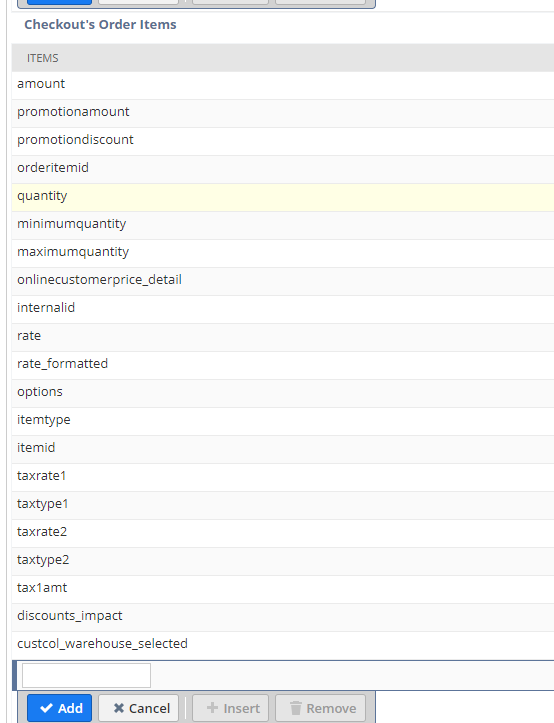 Checkout's Order Items
ITEMS
amount
promotionamount
promotiondiscount
orderitemid
quantity
minimumquantity
maximumquantity
onlinecustomerprice_detail
internalid
rate
rate_formatted
options
itemtype
itemid
taxrate1
taxtype1
taxrate2
taxtype2
tax1amt
discounts_impact
custcol_warehouse_selected
Add Cancel Insert Remove